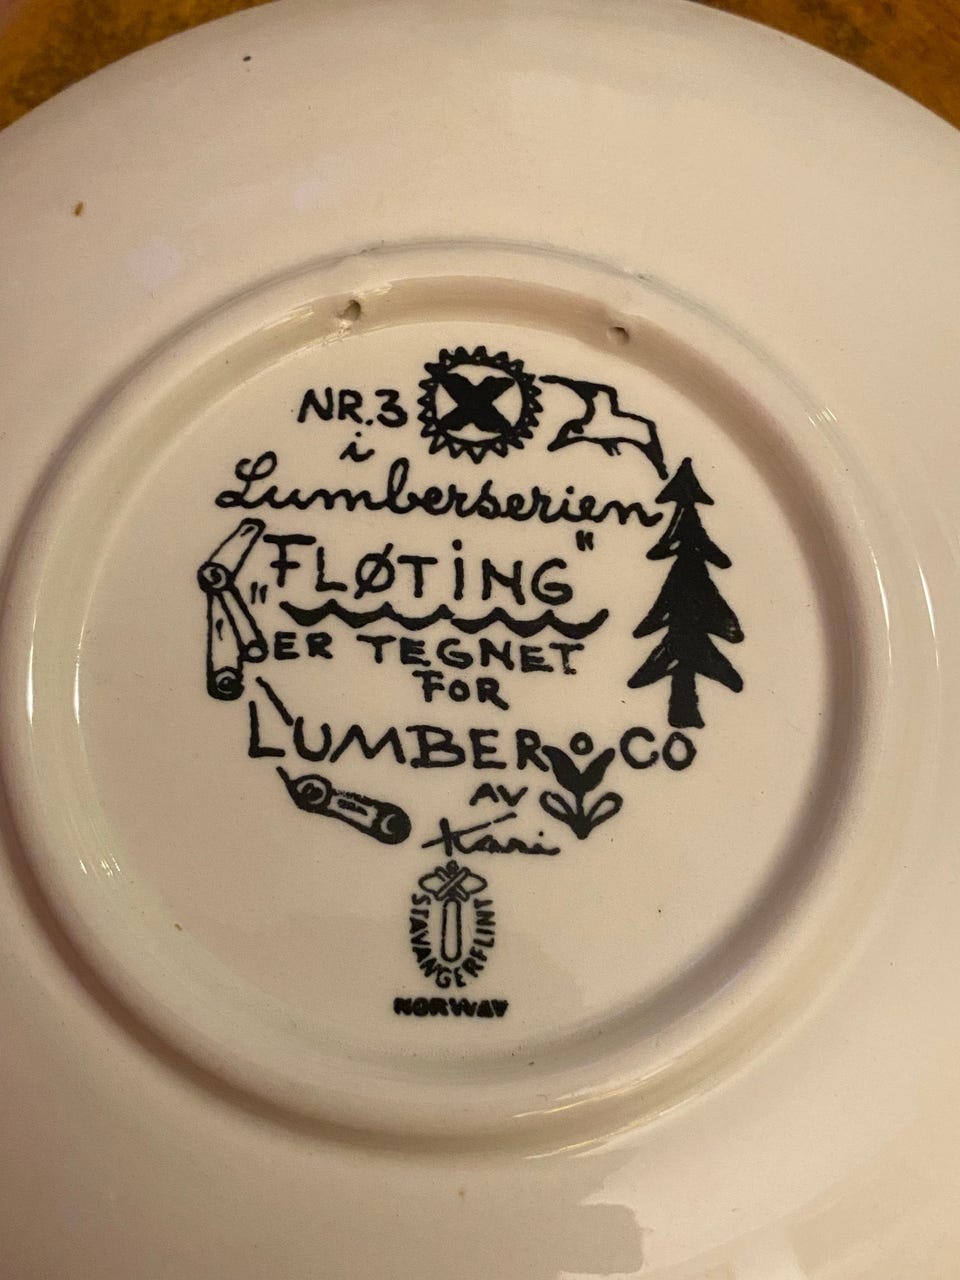 NR.3
i
Lumberserien
"FLØTING"
ER TEGNET
FOR
LUMBER & CO
AV
Kari
STAVANGERFLINT
NORWAY